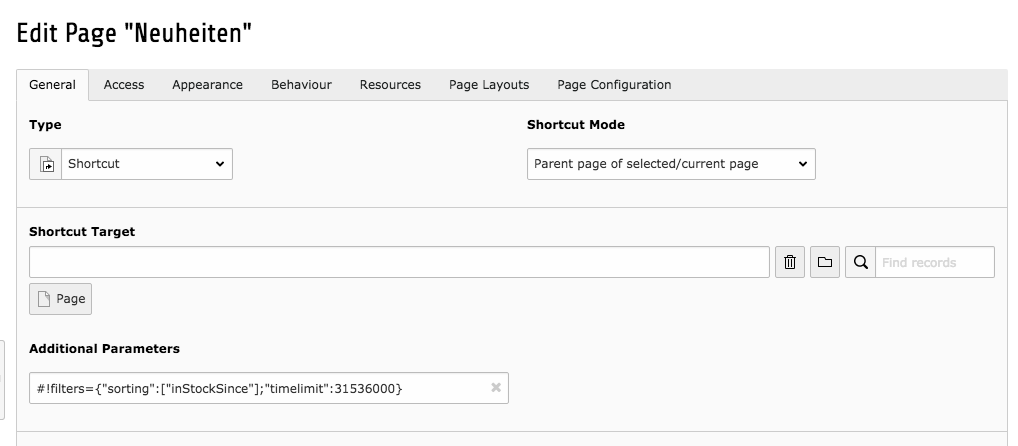 Edit Page "Neuheiten"
General Access Appearance Behaviour Resources Page Layouts Page Configuration
Type Shortcut Mode
Shortcut Parent page of selected/current page
Shortcut Target
Find records
Page
Additional Parameters
#!filters={"sorting":["inStockSince"];"timelimit":31536000}